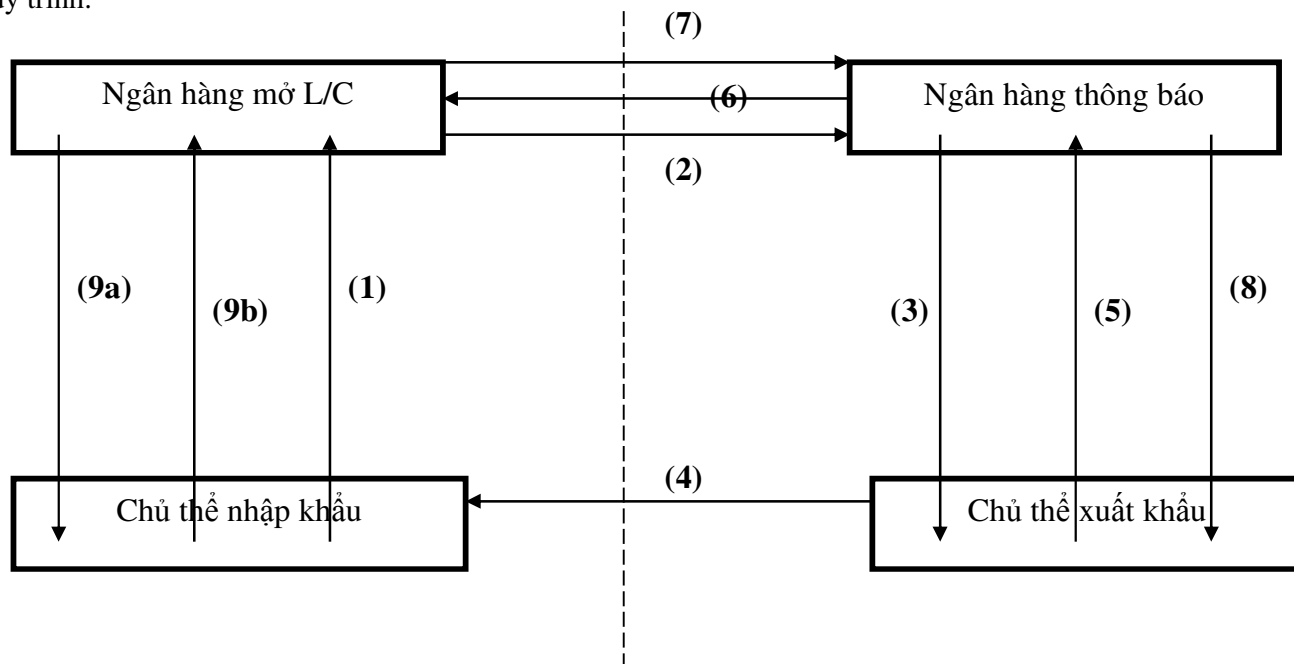 trình:
(7)
Ngân hàng mở L/C
(6)
Ngân hàng thông báo
(2)
(9a)
(9b)
(1)
(3)
(5)
(8)
(4)
Chủ thể nhập khẩu
Chủ thể xuất khẩu